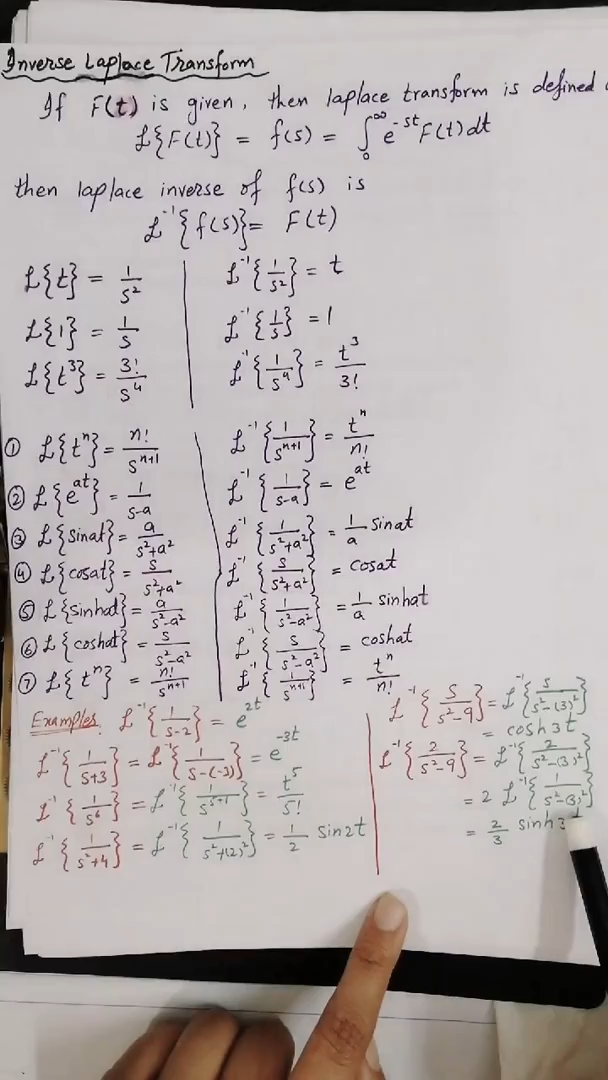 Inverse Laplace Transform
If F(t) is given, then laplace transform is defined
ℒ{F(t)} = f(s) = ∫₀^∞ e^-st F(t) dt
then laplace inverse of f(s) is
ℒ⁻¹{f(s)} = F(t)
ℒ{t} = 1/s²
ℒ{1} = 1/s
ℒ{t³} = 3!/s⁴
ℒ⁻¹{1/s²} = t
ℒ⁻¹{1/s} = 1
ℒ⁻¹{1/s⁴} = t³/3!
① ℒ{tⁿ} = n!/s^(n+1)
② ℒ{e^at} = 1/(s-a)
③ ℒ{sinat} = a/(s²+a²)
④ ℒ{cosat} = s/(s²+a²)
⑤ ℒ{sinhat} = a/(s²-a²)
⑥ ℒ{coshat} = s/(s²-a²)
⑦ ℒ{tⁿ} = n!/s^(n+1)
ℒ⁻¹{1/s^(n+1)} = tⁿ/n!
ℒ⁻¹{1/(s-a)} = e^at
ℒ⁻¹{1/(s²+a²)} = 1/a sinat
ℒ⁻¹{s/(s²+a²)} = cosat
ℒ⁻¹{1/(s²-a²)} = 1/a sinhat
ℒ⁻¹{s/(s²-a²)} = coshat
ℒ⁻¹{1/s^(n+1)} = tⁿ/n!
Examples. ℒ⁻¹{1/(s-2)} = e^2t
ℒ⁻¹{1/(s+3)} = ℒ⁻¹{1/(s-(-3))} = e^-3t
ℒ⁻¹{1/s⁶} = ℒ⁻¹{1/s^(5+1)} = t⁵/5!
ℒ⁻¹{1/(s²+4)} = ℒ⁻¹{1/(s²+(2)²)} = 1/2 sin2t
ℒ⁻¹{s/(s²-9)} = ℒ⁻¹{s/(s²-(3)²)}
= cosh3t
ℒ⁻¹{2/(s²-9)} = ℒ⁻¹{2/(s²-(3)²)}
= 2 ℒ⁻¹{1/(s²-(3)²)}
= 2/3 sinh3t